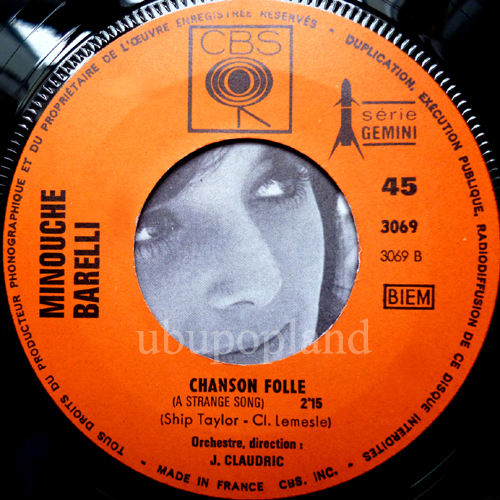 TOUS DROITS DU PRODUCTEUR PHONOGRAPHIQUE ET DU PROPRIÉTAIRE DE L'ŒUVRE ENREGISTRÉE RÉSERVÉS - DUPLICATION, EXÉCUTION PUBLIQUE, RADIODIFFUSION DE CE DISQUE INTERDITES
CBS
série
GEMINI
MINOUCHE
BARELLI
45
3069
3069 B
BIEM
ubupopland
CHANSON FOLLE
(A STRANGE SONG) 2'15
(Ship Taylor - Cl. Lemesle)
Orchestre, direction :
J. CLAUDRIC
- MADE IN FRANCE CBS, INC. -